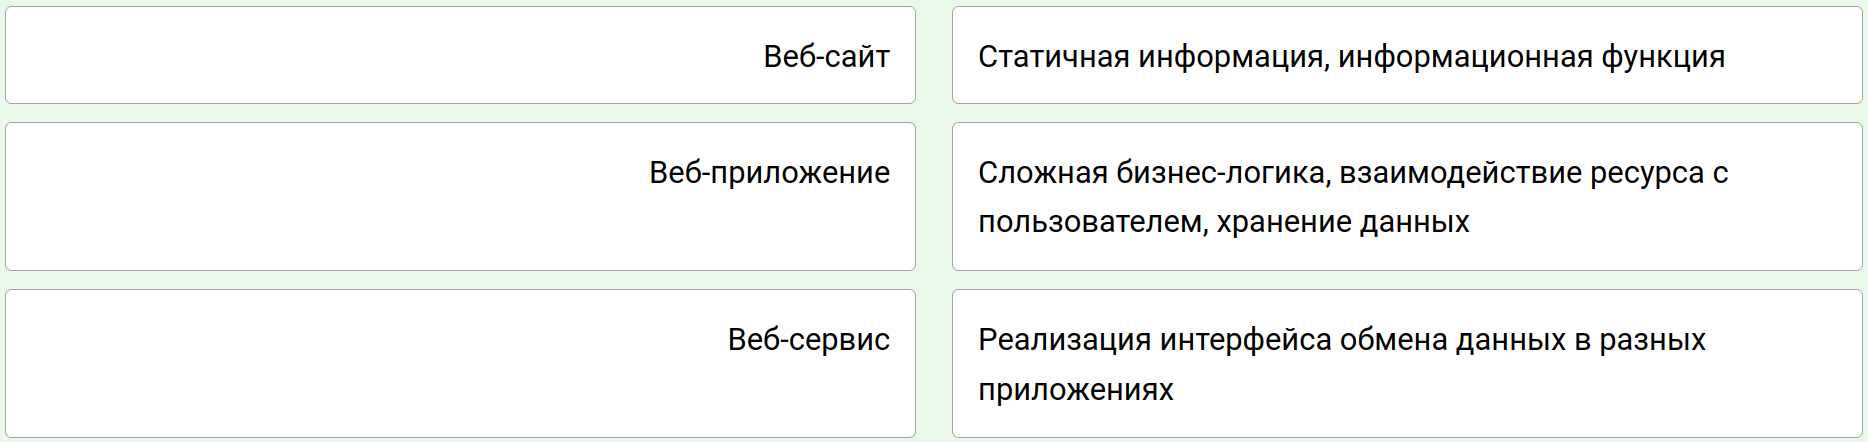 Веб-сайт
Статичная информация, информационная функция
Веб-приложение
Сложная бизнес-логика, взаимодействие ресурса с
пользователем, хранение данных
Веб-сервис
Реализация интерфейса обмена данных в разных
приложениях